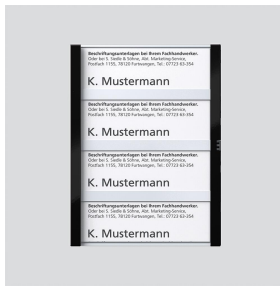 Beschriftungsunterlagen bei Ihrem Fachhandwerker.
Oder bei S. Siedle & Söhne, Abt. Marketing-Service,
Postfach 1155, 78120 Furtwangen, Tel.: 07723 63-354
K. Mustermann
Beschriftungsunterlagen bei Ihrem Fachhandwerker.
Oder bei S. Siedle & Söhne, Abt. Marketing-Service,
Postfach 1155, 78120 Furtwangen, Tel.: 07723 63-354
K. Mustermann
Beschriftungsunterlagen bei Ihrem Fachhandwerker.
Oder bei S. Siedle & Söhne, Abt. Marketing-Service,
Postfach 1155, 78120 Furtwangen, Tel.: 07723 63-354
K. Mustermann
Beschriftungsunterlagen bei Ihrem Fachhandwerker.
Oder bei S. Siedle & Söhne, Abt. Marketing-Service,
Postfach 1155, 78120 Furtwangen, Tel.: 07723 63-354
K. Mustermann